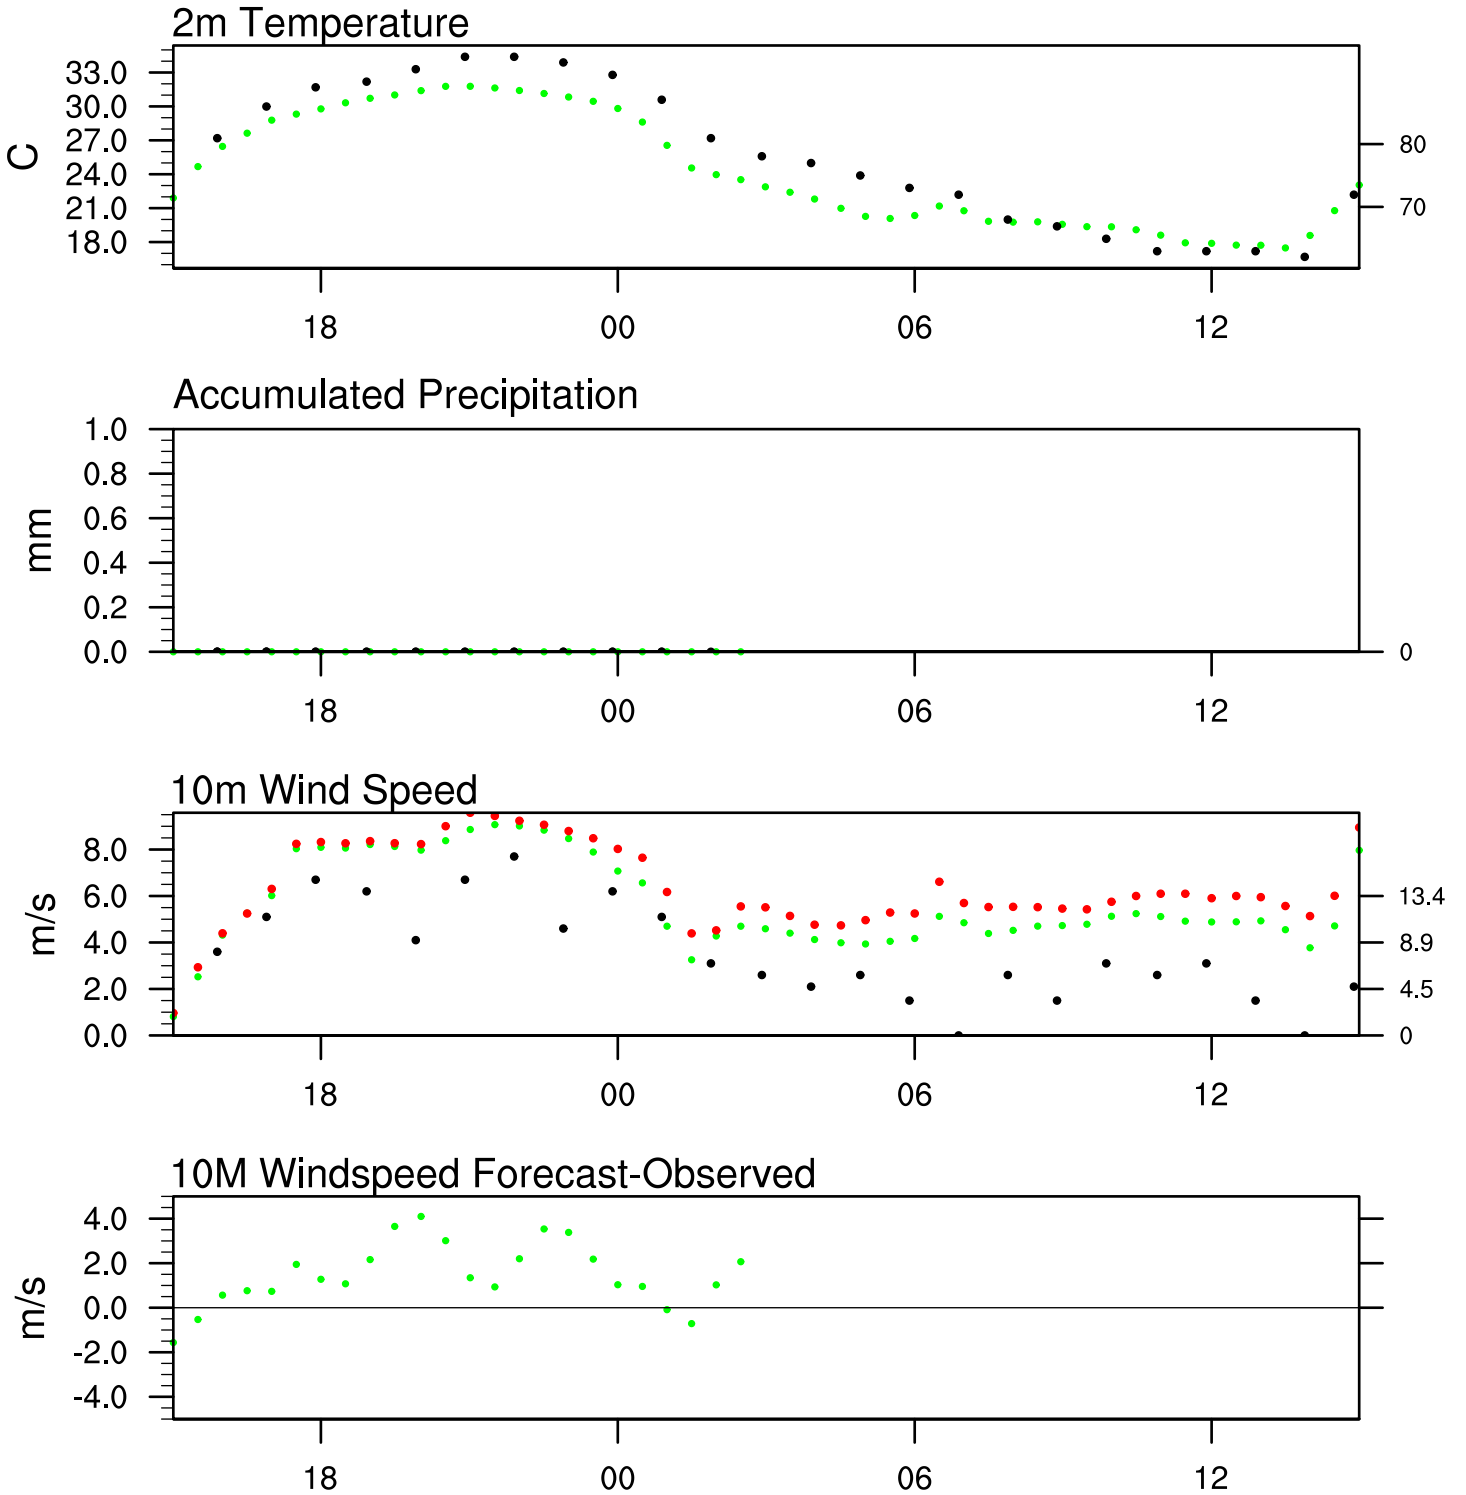 2m Temperature
33.0
30.0
27.0
24.0
21.0
18.0
C
80
70
18 00 06 12
Accumulated Precipitation
1.0
0.8
0.6
0.4
0.2
0.0
mm
0
18 00 06 12
10m Wind Speed
8.0
6.0
4.0
2.0
0.0
m/s
13.4
8.9
4.5
0
18 00 06 12
10M Windspeed Forecast-Observed
4.0
2.0
0.0
-2.0
-4.0
m/s
18 00 06 12